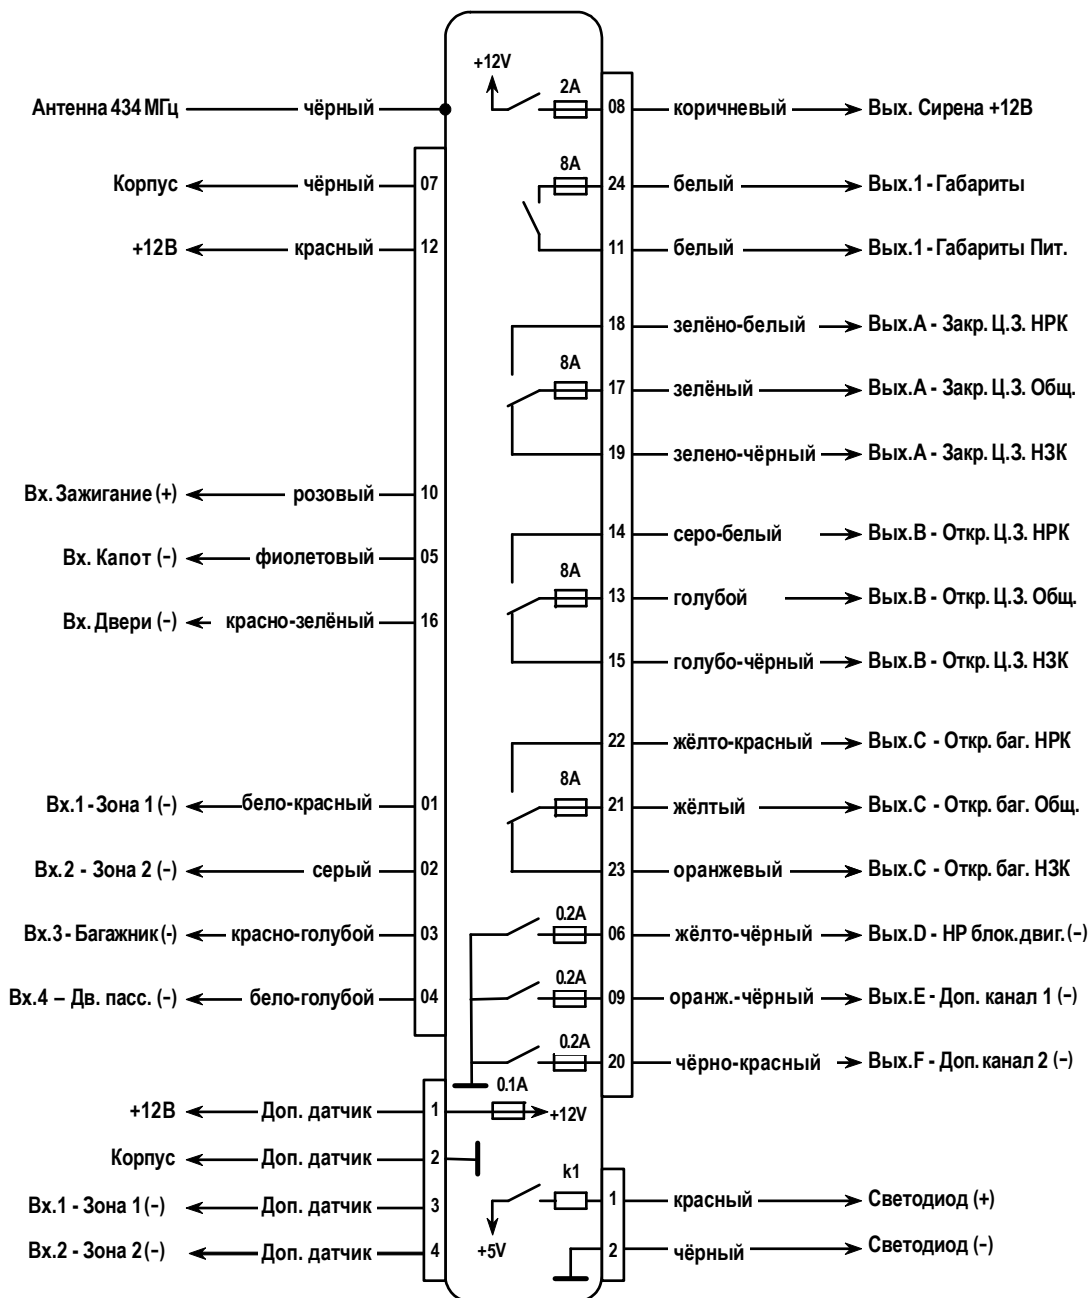 +12V
Антенна 434 МГц чёрный 2A 08 коричневый Вых. Сирена +12В
Корпус чёрный 07 8A 24 белый Вых.1 - Габариты
+12В красный 12 11 белый Вых.1 - Габариты Пит.
18 зелёно-белый Вых.А - Закр. Ц.З. НРК
8A 17 зелёный Вых.А - Закр. Ц.З. Общ.
19 зелено-чёрный Вых.А - Закр. Ц.З. НЗК
Вх. Зажигание (+) розовый 10
14 серо-белый Вых.В - Откр. Ц.З. НРК
Вх. Капот (-) фиолетовый 05
8A 13 голубой Вых.В - Откр. Ц.З. Общ.
Вх. Двери (-) красно-зелёный 16
15 голубо-чёрный Вых.В - Откр. Ц.З. НЗК
22 жёлто-красный Вых.С - Откр. баг. НРК
Вх.1 - Зона 1 (-) бело-красный 01 8A 21 жёлтый Вых.С - Откр. баг. Общ.
Вх.2 - Зона 2 (-) серый 02 23 оранжевый Вых.С - Откр. баг. НЗК
Вх.3 - Багажник (-) красно-голубой 03 0.2A 06 жёлто-чёрный Вых.D - НР блок.двиг. (-)
Вх.4 – Дв. пасс. (-) бело-голубой 04 0.2A 09 оранж.-чёрный Вых.Е - Доп. канал 1 (-)
0.2A 20 чёрно-красный Вых.F - Доп. канал 2 (-)
+12В Доп. датчик 1 0.1A +12V
Корпус Доп. датчик 2
Вх.1 - Зона 1 (-) Доп. датчик 3 k1 1 красный Светодиод (+)
Вх.2 - Зона 2 (-) Доп. датчик 4 +5V 2 чёрный Светодиод (-)